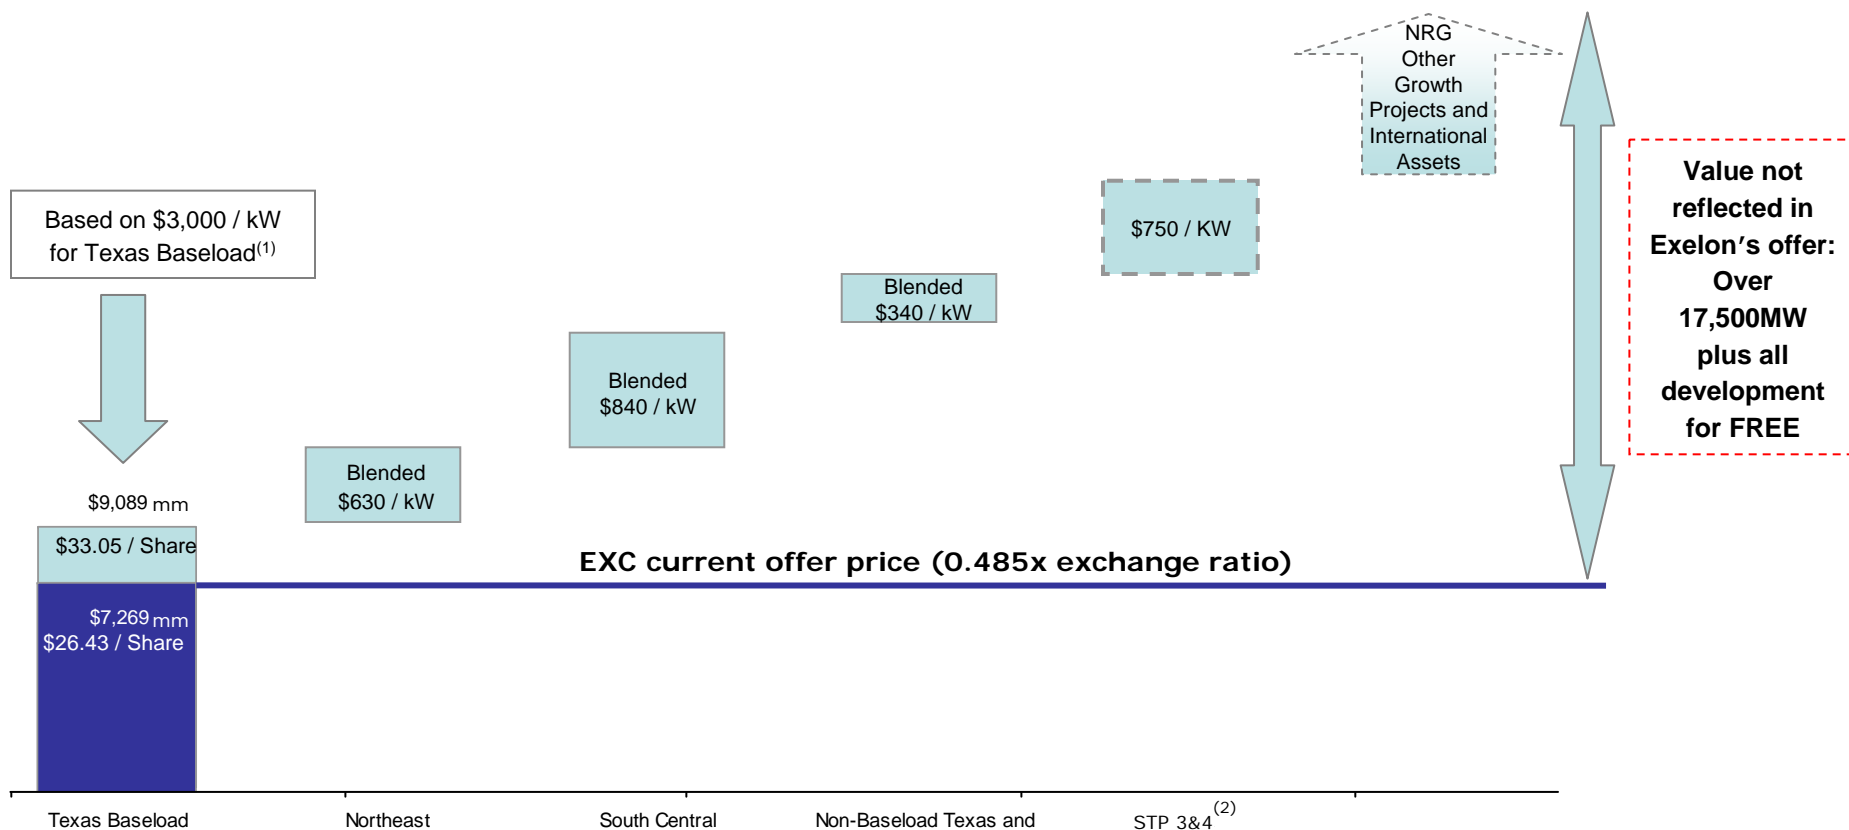 NRG
Other
Growth
Projects and
International
Assets
Based on $3,000 / kW
for Texas Baseload(1)
$750 / KW
Value not
reflected in
Exelon's offer:
Over
17,500MW
plus all
development
for FREE
Blended
$340 / kW
Blended
$840 / kW
Blended
$630 / kW
$9,089 mm
$33.05 / Share
EXC current offer price (0.485x exchange ratio)
$7,269 mm
$26.43 / Share
Texas Baseload
Northeast
South Central
Non-Baseload Texas and
STP 3&4(2)